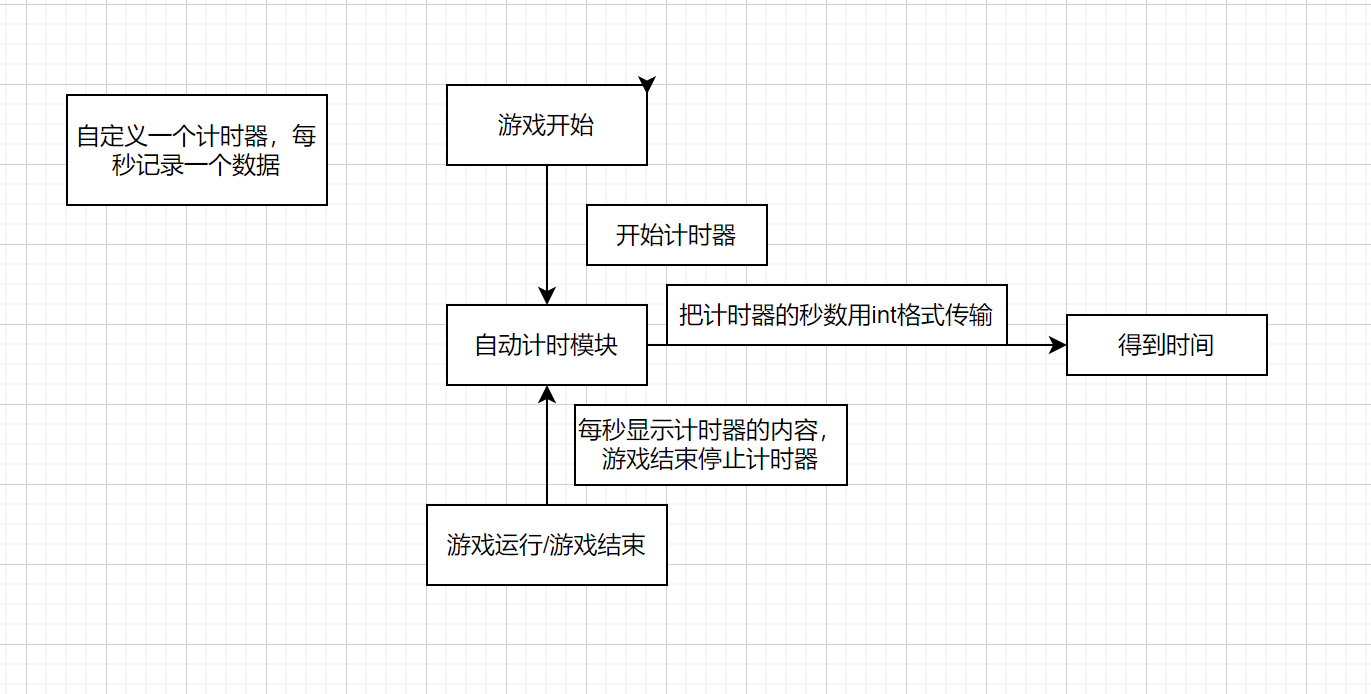 自定义一个计时器，每
秒记录一个数据
游戏开始
开始计时器
把计时器的秒数用int格式传输
自动计时模块
得到时间
每秒显示计时器的内容，
游戏结束停止计时器
游戏运行/游戏结束